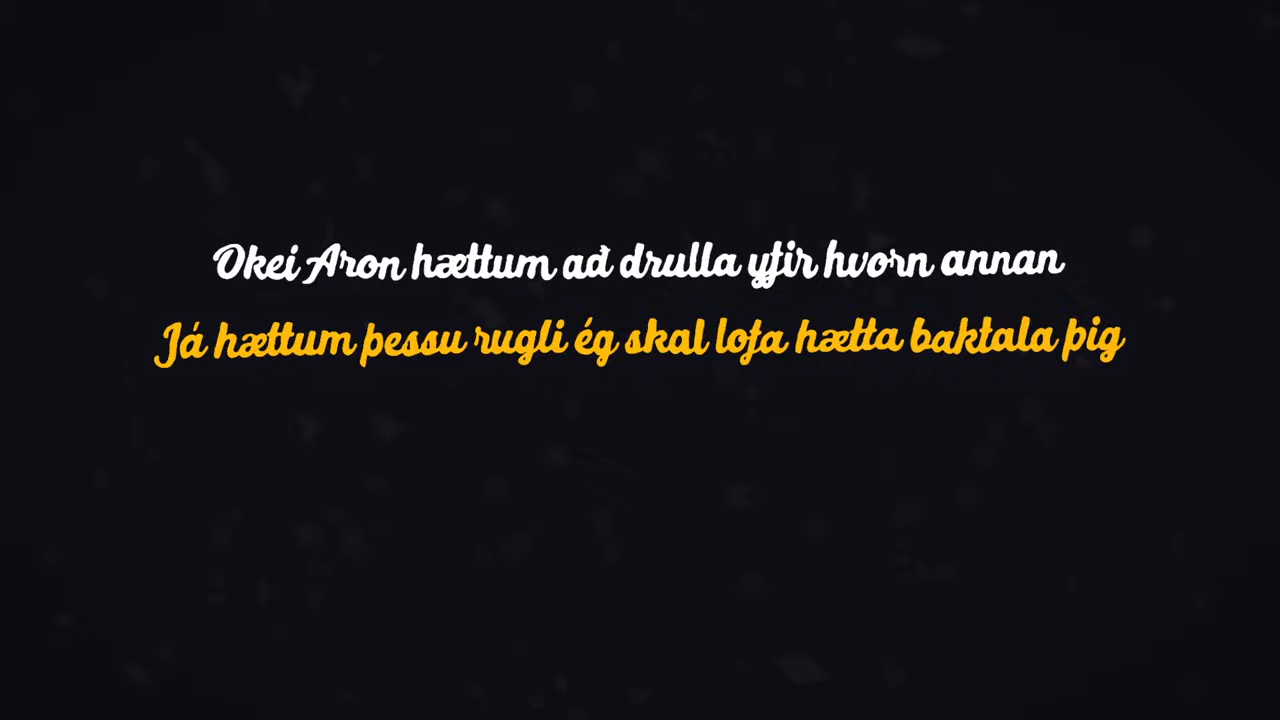 Okei Aron hættum að drulla yfir hvorn annan
Já hættum þessu rugli ég skal lofa hætta baktala þig